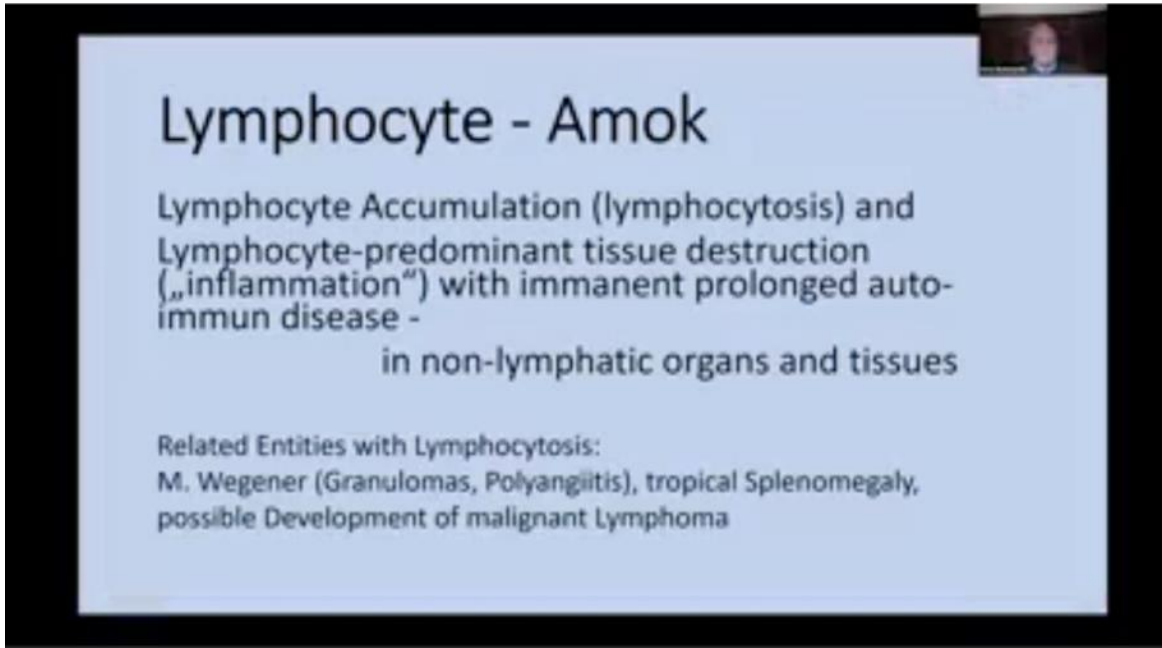 Lymphocyte - Amok
Lymphocyte Accumulation (lymphocytosis) and
Lymphocyte-predominant tissue destruction
(„inflammation“) with immanent prolonged auto-
immun disease -
in non-lymphatic organs and tissues
Related Entities with Lymphocytosis:
M. Wegener (Granulomas, Polyangiitis), tropical Splenomegaly,
possible Development of malignant Lymphoma